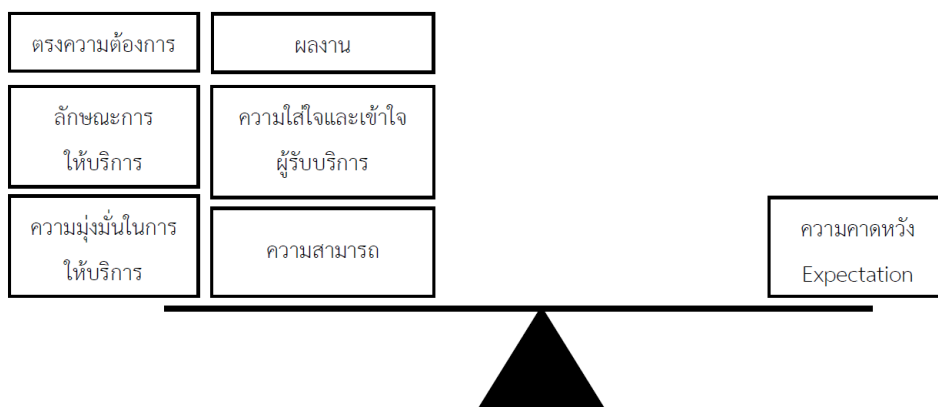 ตรงความต้องการ
ผลงาน
ลักษณะการ
ให้บริการ
ความใส่ใจและเข้าใจ
ผู้รับบริการ
ความมุ่งมั่นในการ
ให้บริการ
ความสามารถ
ความคาดหวัง
Expectation